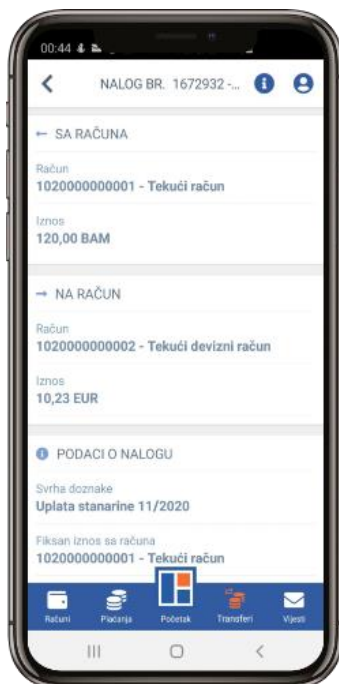 00:44
NALOG BR. 1672932 -...
SA RAČUNA
Račun
1020000000001 - Tekući račun
Iznos
120,00 BAM
NA RAČUN
Račun
1020000000002 - Tekući devizni račun
Iznos
10,23 EUR
PODACI O NALOGU
Svrha doznake
Uplata stanarine 11/2020
Fiksan iznos sa računa
1020000000001 - Tekući račun
Računi
Plaćanja
Početak
Transferi
Vijesti